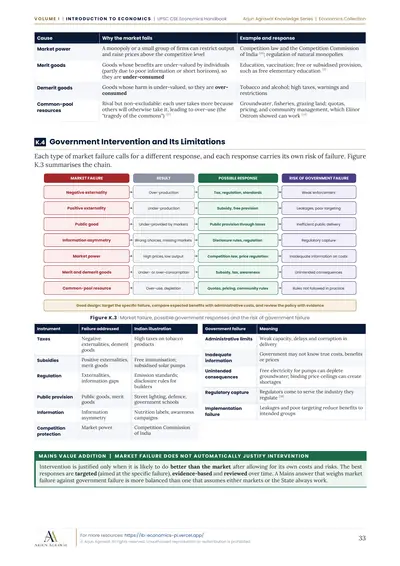 VOLUME I | INTRODUCTION TO ECONOMICS | UPSC CSE Economics Handbook
Arjun Agirwalt Knowledge Series | Economics Collection
Cause Why the market fails Example and response
Market power A monopoly or a small group of firms can restrict output Competition law and the Competition Commission
and raise prices above the competitive level of India; regulation of natural monopolies
Merit goods Goods whose benefits are under-valued by individuals Education, vaccination; free or subsidised provision,
(partly due to poor information or short horizons), so such as free elementary education
they are under-consumed
Demerit goods Goods whose harm is under-valued, so they are over- Tobacco and alcohol; high taxes, warnings and
consumed restrictions
Common-pool Rival but non-excludable: each user takes more because Groundwater, fisheries, grazing land; quotas,
resources others will otherwise take it, leading to over-use (the property rights and community management, which Elinor
"tragedy of the commons") Ostrom showed can work
K.4 Government Intervention and Its Limitations
Each type of market failure calls for a different response, and each response carries its own risk of failure. Figure
K.3 summarises the chain.
MARKET FAILURE RESULT POSSIBLE RESPONSE RISK OF GOVERNMENT FAILURE
Negative externality Over-production Tax, regulation, standards Weak enforcement
Positive externality Under-production Subsidy, free provision Leakages, poor targeting
Public good Under-provided by markets Public provision through taxes Inefficient public delivery
Information asymmetry Wrong choices, missing markets Disclosure rules, regulation Regulatory capture
Market power High prices, low output Competition law, price regulation Inadequate information on costs
Merit and demerit goods Under- or over-consumption Subsidy, tax, awareness Unintended consequences
Common-pool resource Over-use, depletion Quotas, pricing, community rules Rules not followed in practice
Good design: target the specific failure, compare expected benefits with administrative costs, and review the policy with evidence
Figure K.3 Market failure, possible government responses and the risk of government failure
Instrument Failure addressed Indian illustration
Taxes Negative High taxes on tobacco
externalities, demerit products
goods
Subsidies Positive externalities, Free immunisation;
merit goods subsidised solar pumps
Regulation Externalities, Emission standards;
information gaps disclosure rules for
builders
Public provision Public goods, merit Street lighting, defence,
goods government schools
Information Information Nutrition labels, awareness
asymmetry campaigns
Competition Market power Competition Commission
protection of India
Government failure Meaning
Administrative limits Weak capacity, delays and corruption in
delivery
Inadequate Government may not know true costs, benefits
information or prices
Unintended Free electricity for pumps can deplete
consequences groundwater; binding price ceilings can create
shortages
Regulatory capture Regulators come to serve the industry they
regulate
Implementation Leakages and poor targeting reduce benefits to
failure intended groups
MAINS VALUE ADDITION | MARKET FAILURE DOES NOT AUTOMATICALLY JUSTIFY INTERVENTION
Intervention is justified only when it is likely to do better than the market after allowing for its own costs and risks. The best
responses are targeted (aimed at the specific failure), evidence-based and reviewed over time. A Mains answer that weighs market
failure against government failure is more balanced than one that assumes either markets or the State always work.
For more resources:
33